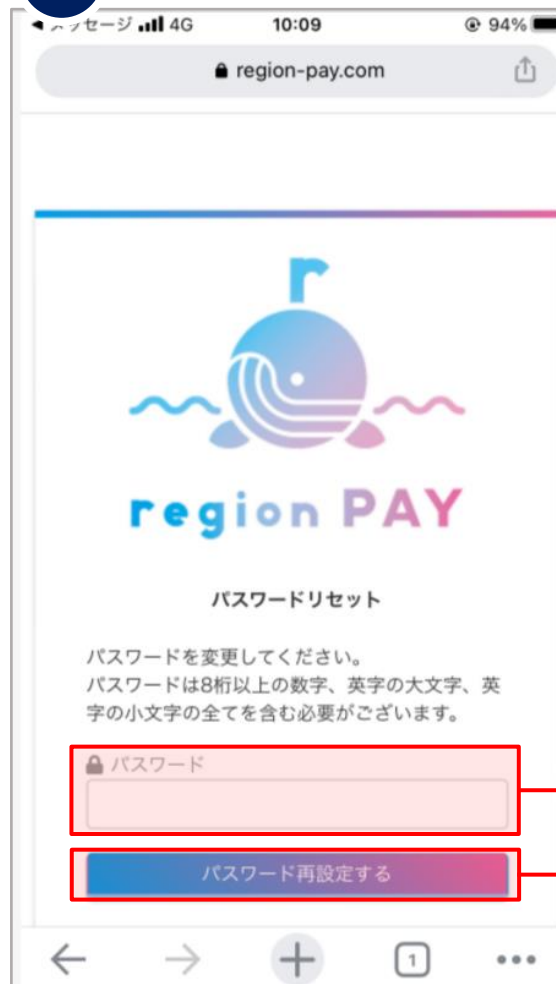 メッセージ 4G 10:09 94%
region-pay.com
r
region PAY
パスワードリセット
パスワードを変更してください。
パスワードは8桁以上の数字、英字の大文字、英
字の小文字の全てを含む必要がございます。
パスワード
パスワード再設定する
1